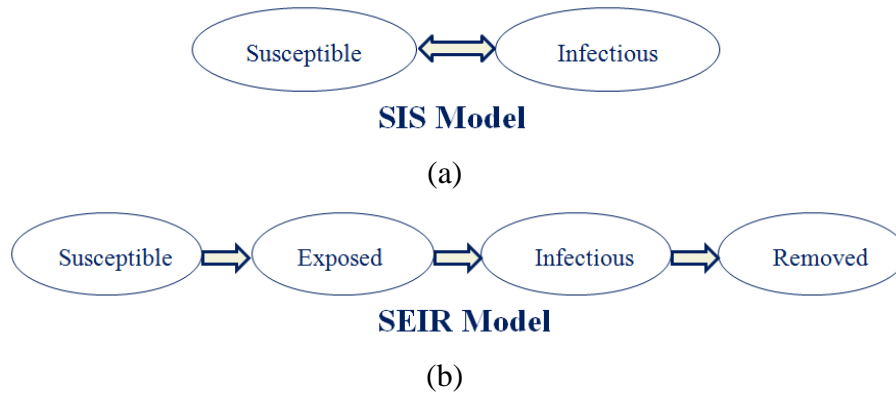 Susceptible Infectious
SIS Model
(a)
Susceptible Exposed Infectious Removed
SEIR Model
(b)